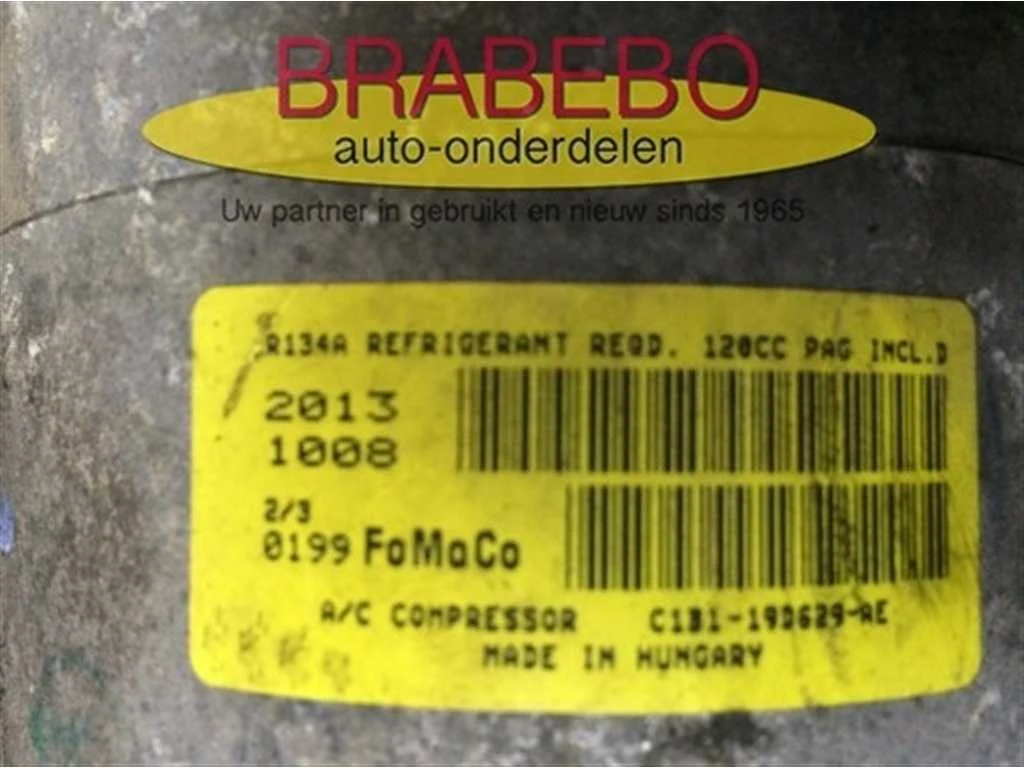 BRABEBO
auto-onderdelen
Uw partner in gebruikt en nieuw sinds 1965
R134A REFRIGERANT REQD. 120CC PAG INCL.D
2013
1008
2/3
0199 FoMoCo
A/C COMPRESSOR C1B1-19D629-AE
MADE IN HUNGARY